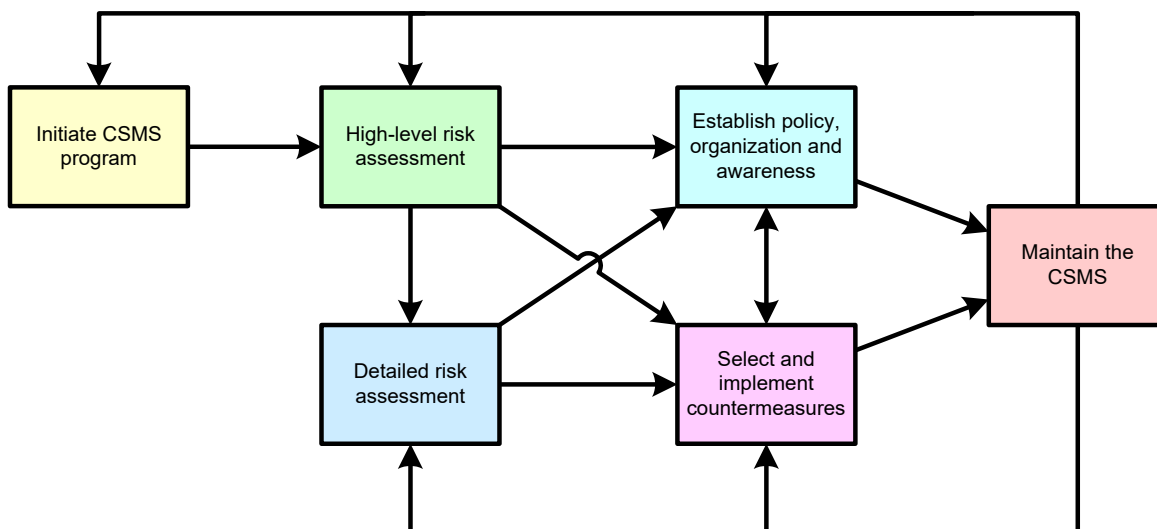 Initiate CSMS
program
High-level risk
assessment
Establish policy,
organization and
awareness
Maintain the
CSMS
Detailed risk
assessment
Select and
implement
countermeasures